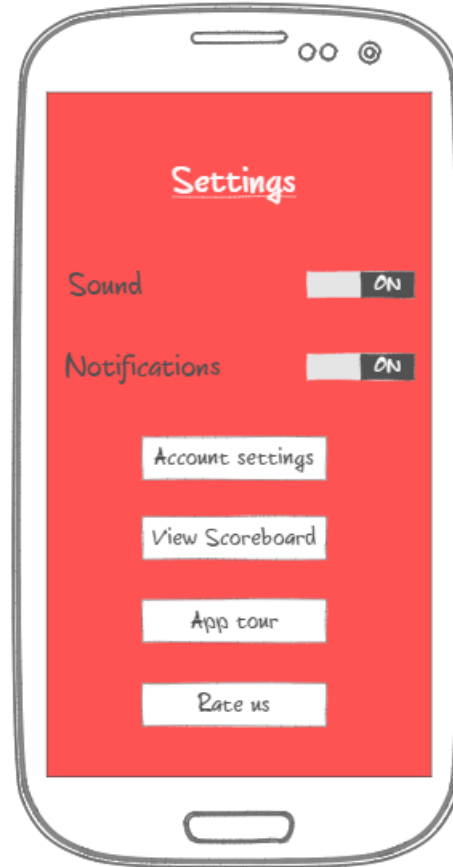 Settings
Sound ON
Notifications ON
Account settings
View Scoreboard
App tour
Rate us